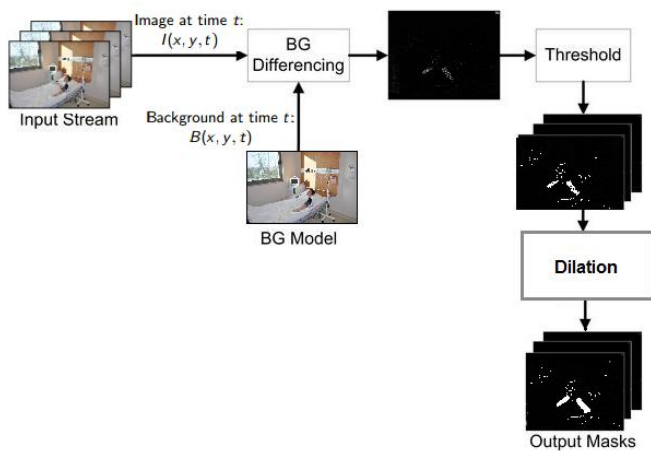 Image at time t:
I(x, y, t)
BG
Differencing
Threshold
Input Stream
Background at time t:
B(x, y, t)
BG Model
Dilation
Output Masks